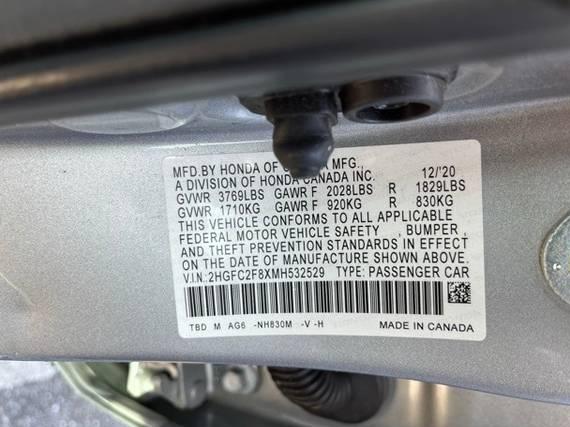 MFD.BY HONDA OF CANADA MFG.,
A DIVISION OF HONDA CANADA INC. 12/'20
GVWR 3769LBS GAWR F 2028LBS R 1829LBS
GVWR 1710KG GAWR F 920KG R 830KG
THIS VEHICLE CONFORMS TO ALL APPLICABLE
FEDERAL MOTOR VEHICLE SAFETY , BUMPER ,
AND THEFT PREVENTION STANDARDS IN EFFECT
ON THE DATE OF MANUFACTURE SHOWN ABOVE.
V.I.N.:2HGFC2F8XMH532529 TYPE: PASSENGER CAR
TBD M AG6 -NH830M -V -H MADE IN CANADA